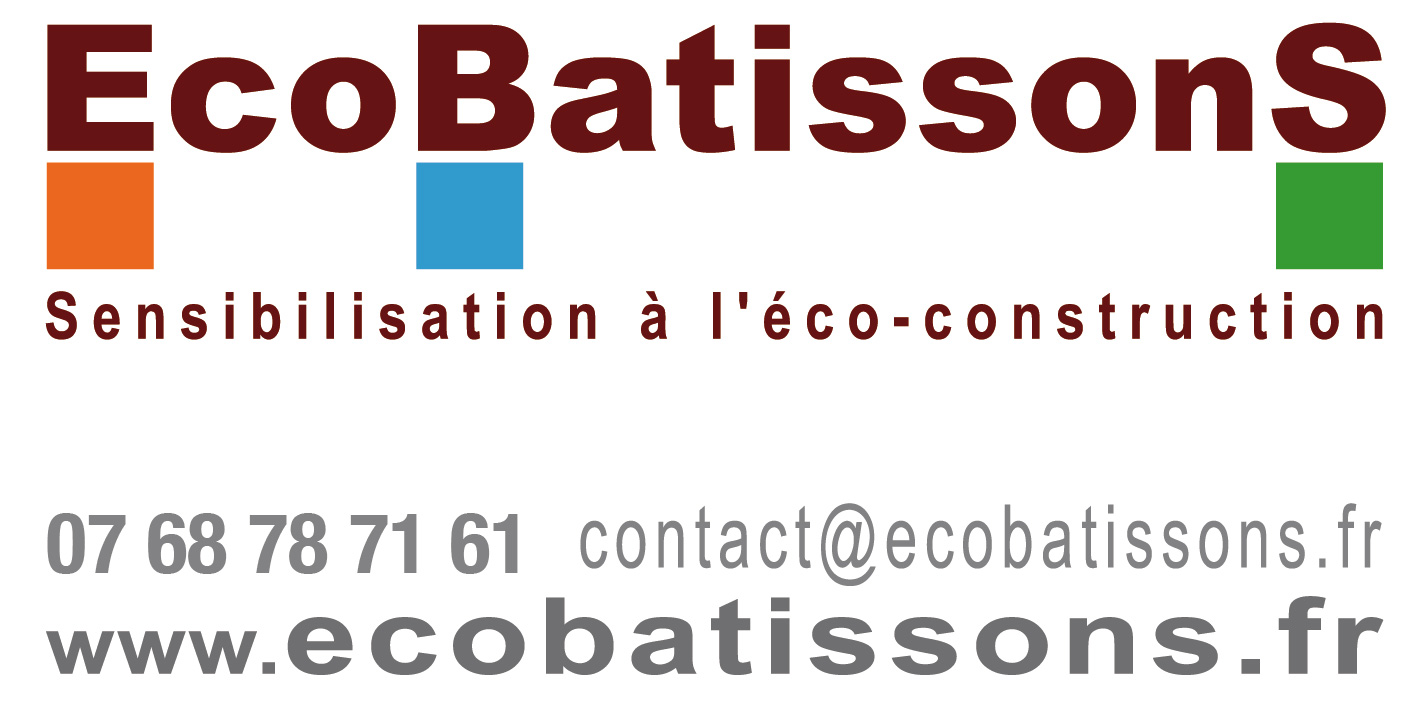 EcoBatissonS
Sensibilisation à l'éco-construction
07 68 78 71 61 contact@ecobatissons.fr
www.ecobatissons.fr